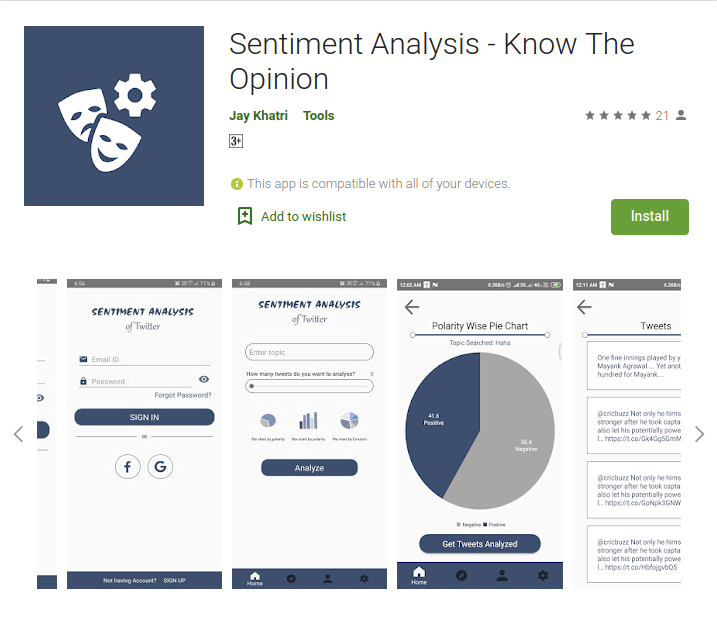 Sentiment Analysis - Know The
Opinion
Jay Khatri Tools
21
3+
This app is compatible with all of your devices.
Add to wishlist
Install
6:56
71%
SENTIMENT ANALYSIS
of Twitter
Email ID
Password
Forgot Password?
SIGN IN
or
f G
Not having Account? SIGN UP
6:58
71%
SENTIMENT ANALYSIS
of Twitter
Enter topic
How many tweets do you want to analyse? 0
Pie chart by polarity Bar chart by polarity Pie chart by Emotion
Analyze
Home
12:02 AM
Polarity Wise Pie Chart
Topic Searched: Haha
41.6
Positive
58.4
Negative
Negative Positive
Get Tweets Analyzed
Home
12:11 AM
Tweets
One fine innings played by y
Mayank Agrawal.... Yet anot
hundred for Mayank....
@cricbuzz Not only he hims
stronger after he took capta
also let his potentially powe
l... https://t.co/Gk4Gg5GmM
@cricbuzz Not only he hims
stronger after he took capta
also let his potentially powe
l... https://t.co/GpNpk3GNW
@cricbuzz Not only he hims
stronger after he took capta
also let his potentially powe
l... https://t.co/HbfojgvbQ5